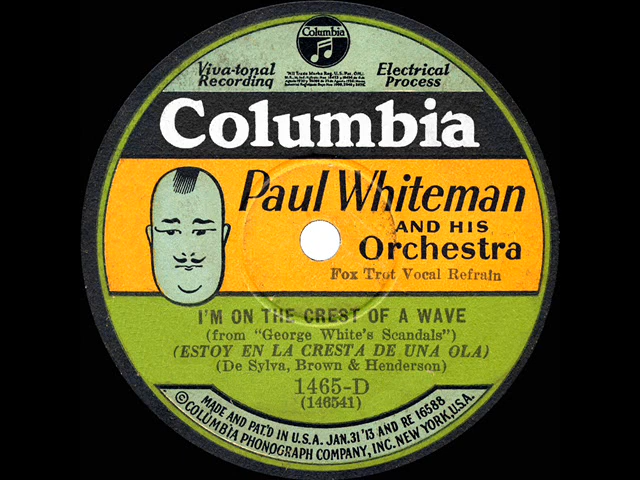 Columbia
Viva-tonal
Recording
Electrical
Process
Columbia
Paul Whiteman
AND HIS
Orchestra
Fox Trot Vocal Refrain
I'M ON THE CREST OF A WAVE
(from "George White's Scandals")
(ESTOY EN LA CRESTA DE UNA OLA)
(De Sylva, Brown & Henderson)
1465-D
(146541)
MADE AND PAT'D IN U.S.A. JAN. 31 '13 AND RE 16588
©COLUMBIA PHONOGRAPH COMPANY, INC. NEW YORK, U.S.A.